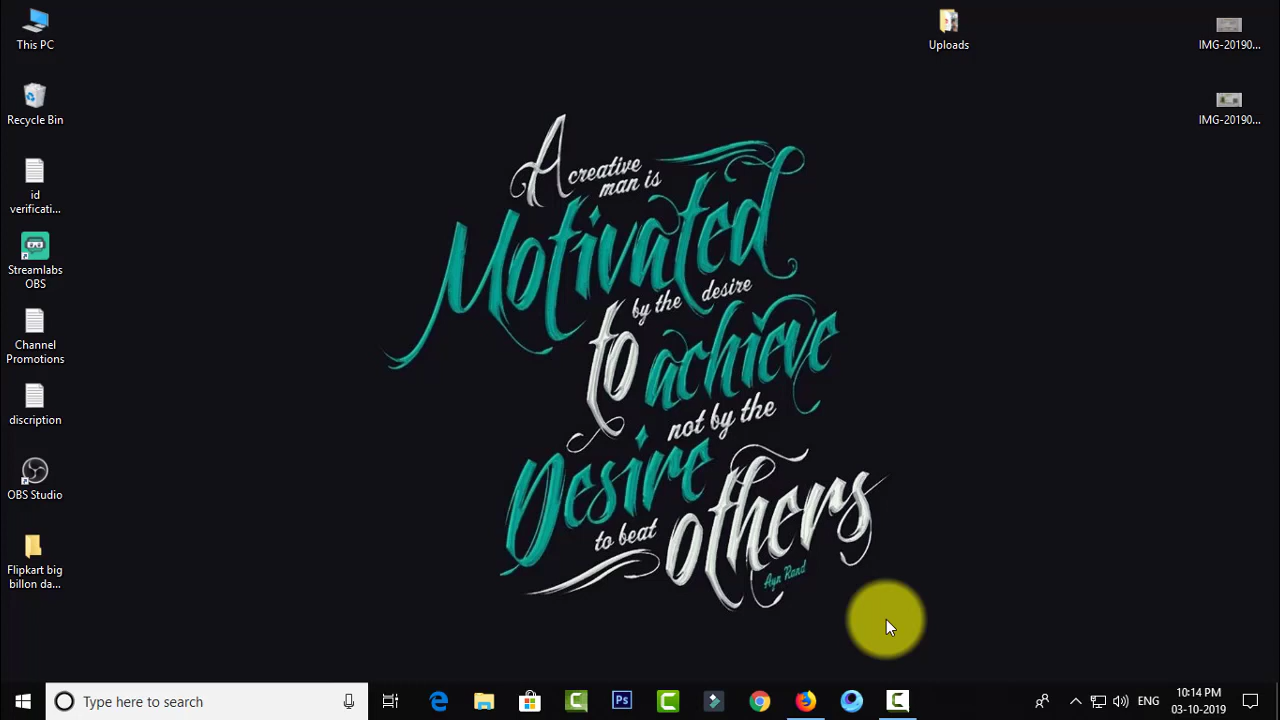 This PC
Recycle Bin
id
verificati...
Streamlabs
OBS
Channel
Promotions
discription
OBS Studio
Flipkart big
billon da...
Uploads
IMG-20190...
IMG-20190...
A creative
man is
Motivated
by the desire
to achieve
not by the
Desire
to beat others
Ayn Rand
Type here to search
Ps
ENG
10:14 PM
03-10-2019